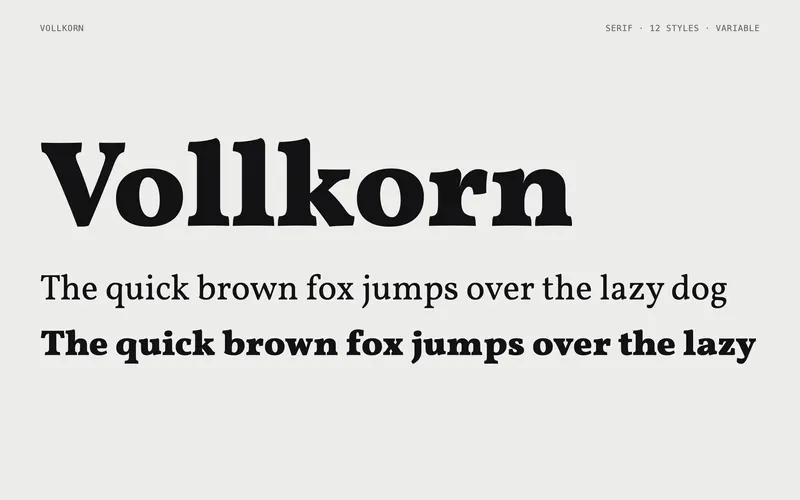 VOLLKORN
SERIF · 12 STYLES · VARIABLE
Vollkorn
The quick brown fox jumps over the lazy dog
The quick brown fox jumps over the lazy